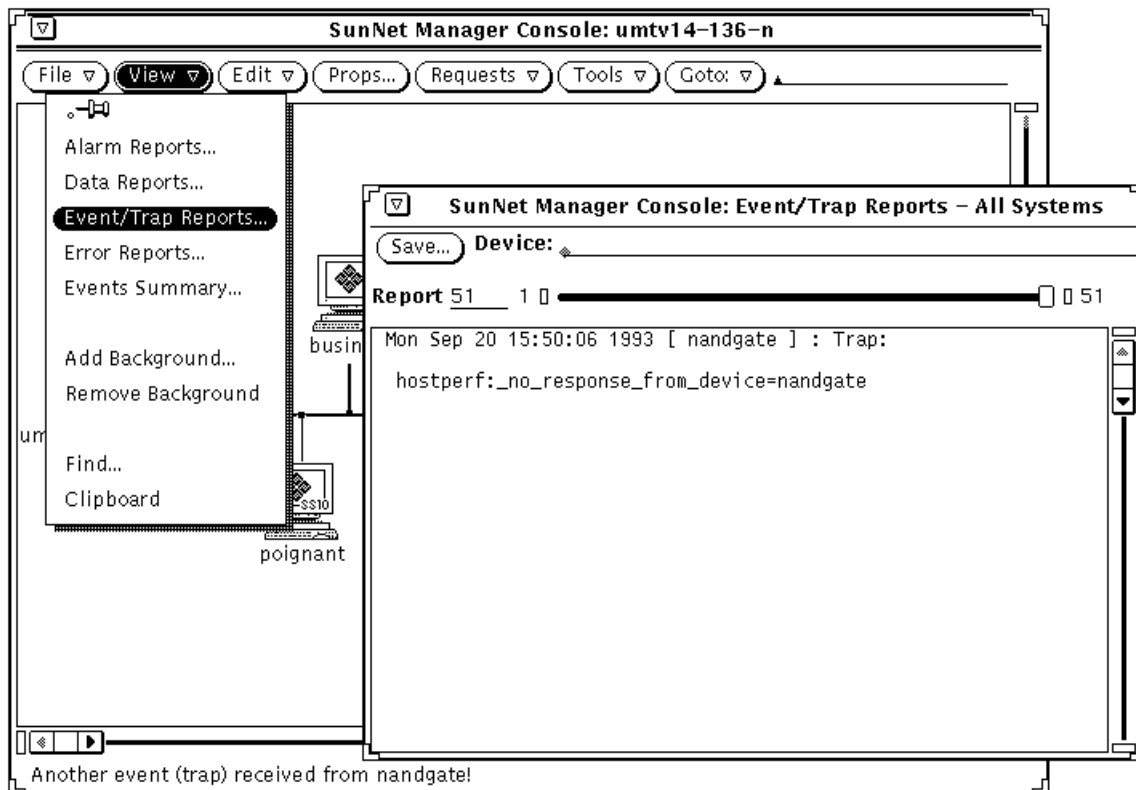 SunNet Manager Console: umtv14-136-n
File View Edit Props... Requests Tools Goto:
Alarm Reports...
Data Reports...
Event/Trap Reports...
Error Reports...
Events Summary...
Add Background...
Remove Background
Find...
Clipboard
busin
um
-SS10
poignant
SunNet Manager Console: Event/Trap Reports - All Systems
Save... Device:
Report 51 1 51
Mon Sep 20 15:50:06 1993 [ nandgate ] : Trap:
hostperf:_no_response_from_device=nandgate
Another event (trap) received from nandgate!